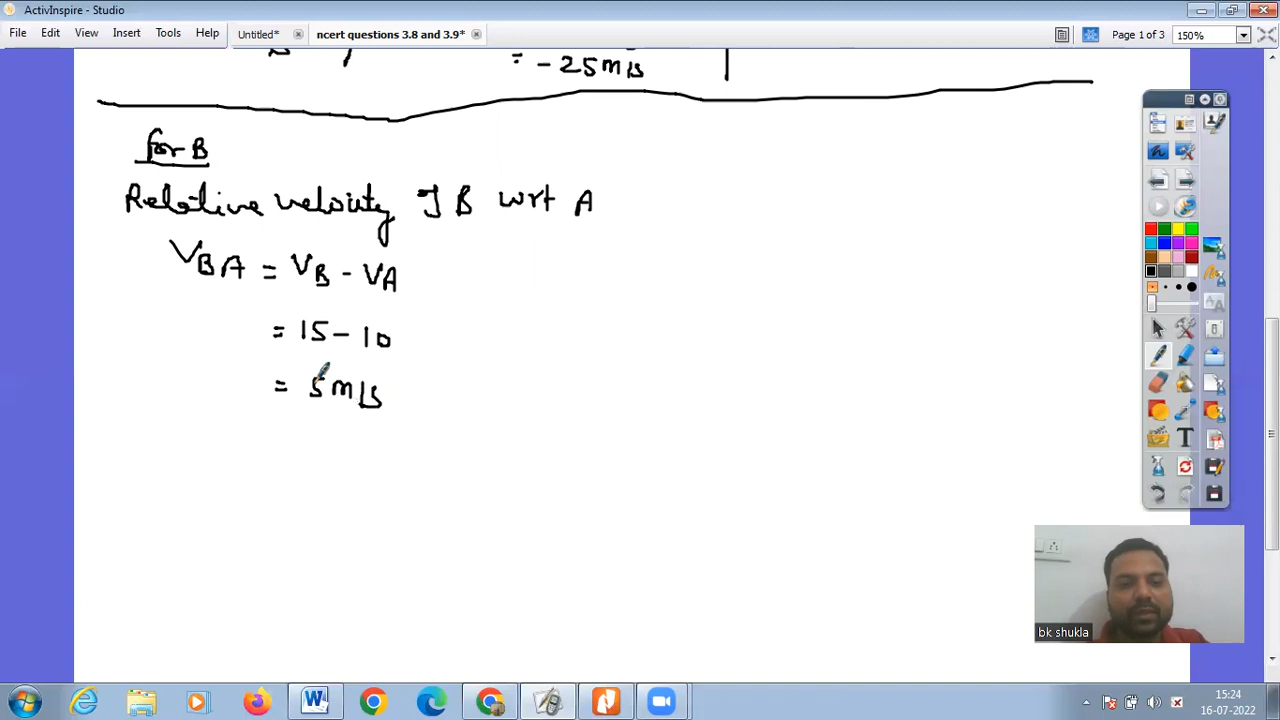 ActivInspire - Studio
File Edit View Insert Tools Help Untitled* ncert questions 3.8 and 3.9* Page 1 of 3 150%
= - 25m/s
for B
Relative velocity of B wrt A
VBA = VB - VA
= 15 - 10
= 5 m/s
bk shukla
15:24
16-07-2022